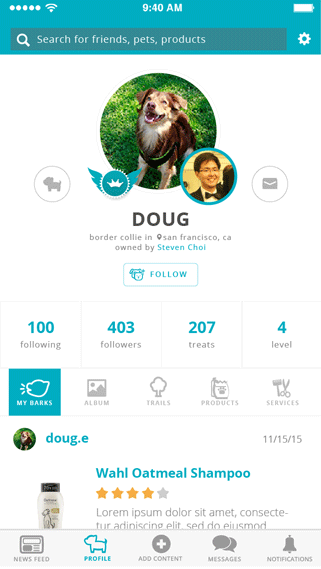 9:40 AM
Search for friends, pets, products
DOUG
border collie in san francisco, ca
owned by Steven Choi
FOLLOW
100 403 207 4
following followers treats level
MY BARKS ALBUM TRAILS PRODUCTS SERVICES
doug.e 11/15/15
Wahl Oatmeal Shampoo
Lorem ipsum dolor sit amet, consecte-
tur adipiscing elit, sed do eiusmod
NEWS FEED PROFILE ADD CONTENT MESSAGES NOTIFICATIONS